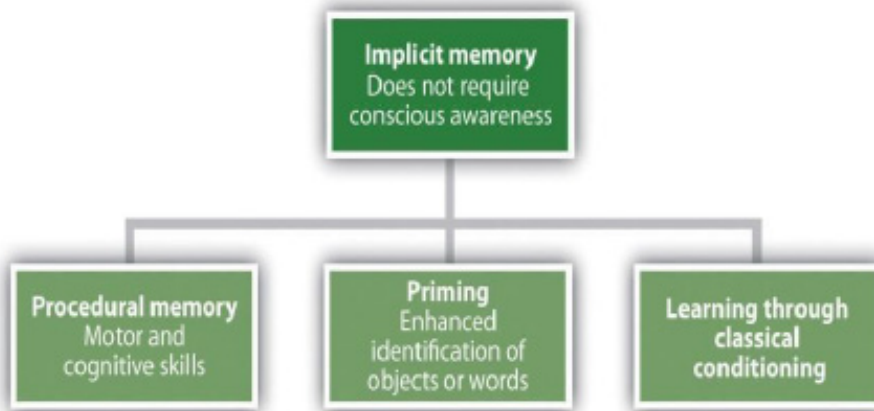 Implicit memory
Does not require
conscious awareness
Procedural memory
Motor and
cognitive skills
Priming
Enhanced
identification of
objects or words
Learning through
classical
conditioning